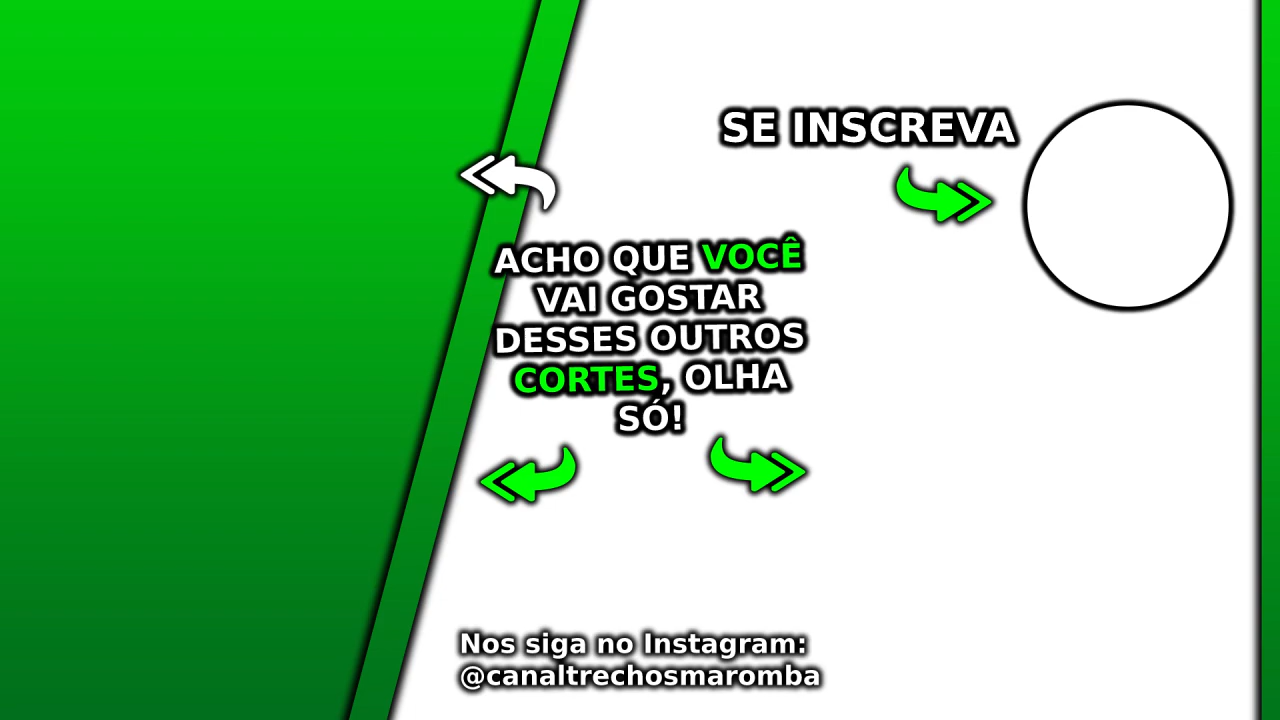 SE INSCREVA
ACHO QUE VOCÊ
VAI GOSTAR
DESSES OUTROS
CORTES, OLHA
SÓ!
Nos siga no Instagram:
@canaltrechosmaromba